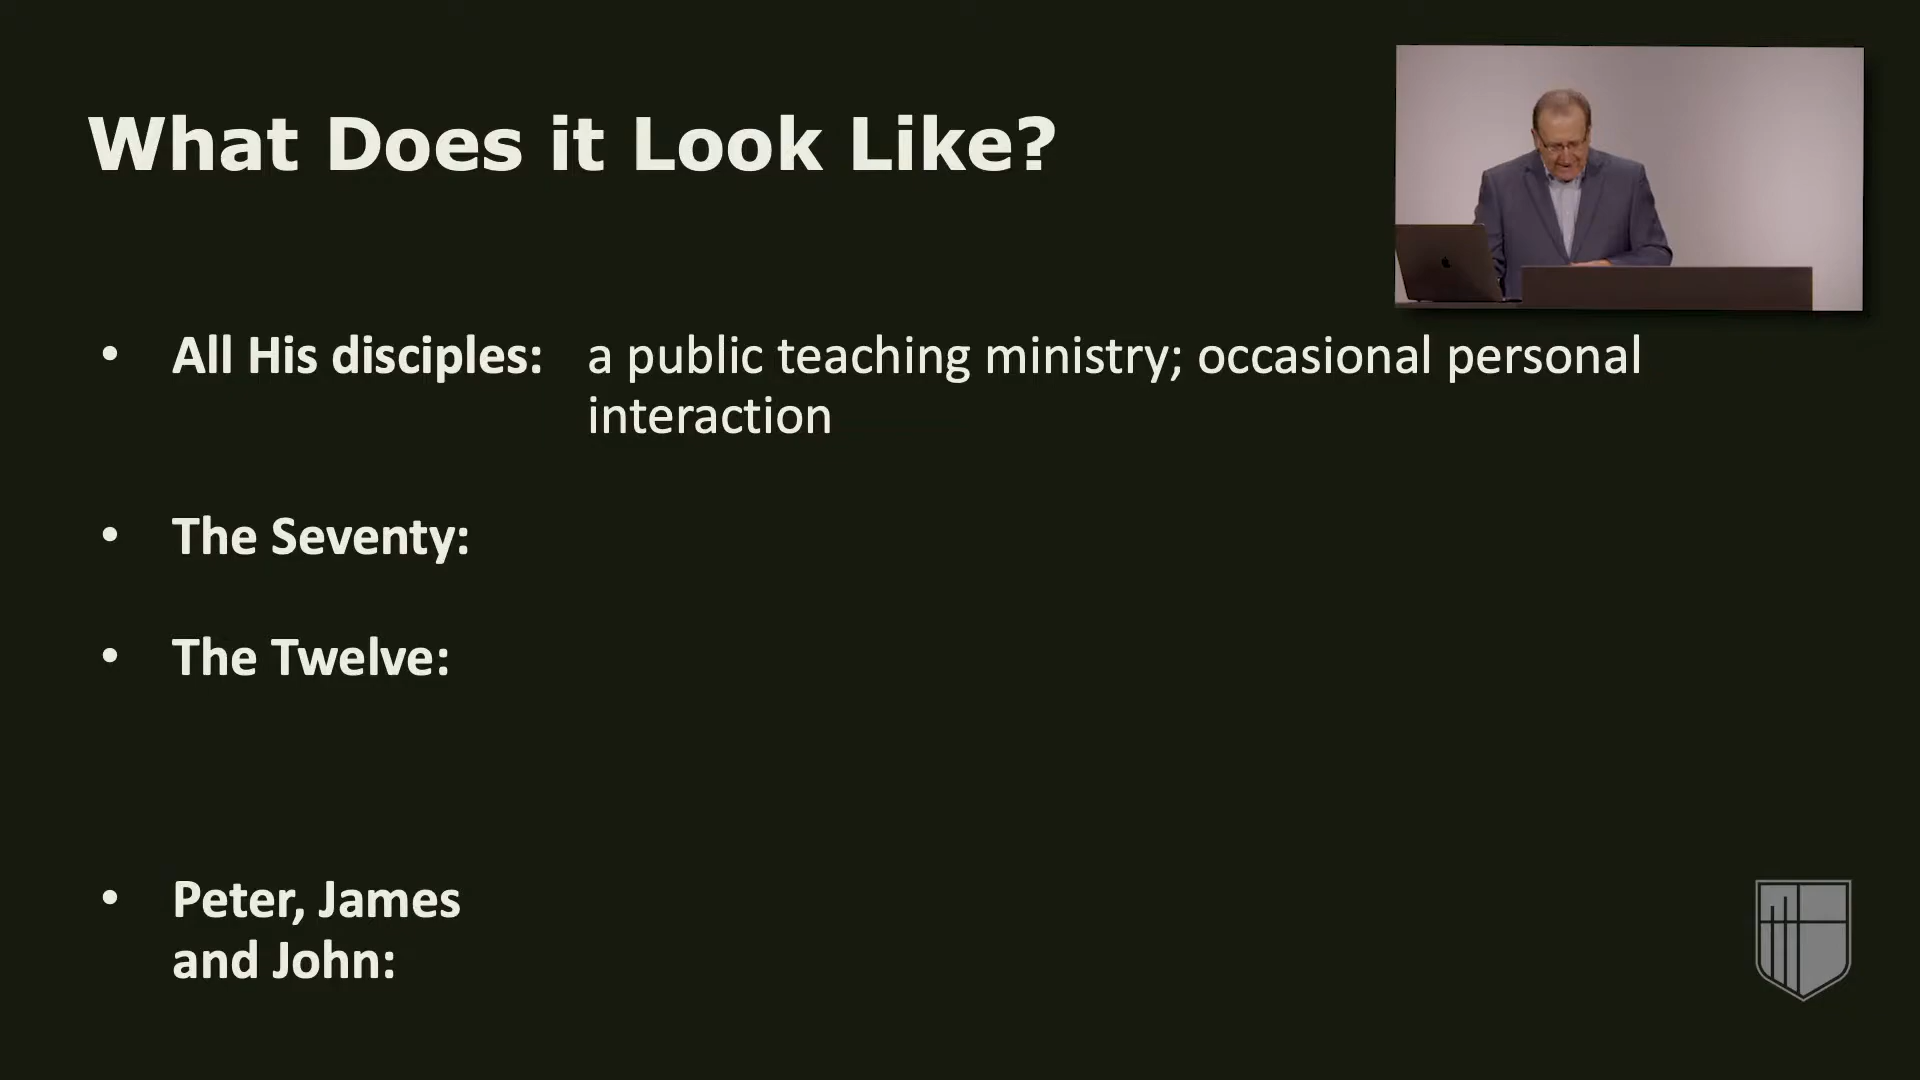 What Does it Look Like?
• All His disciples: a public teaching ministry; occasional personal
interaction
• The Seventy:
• The Twelve:
• Peter, James
and John: